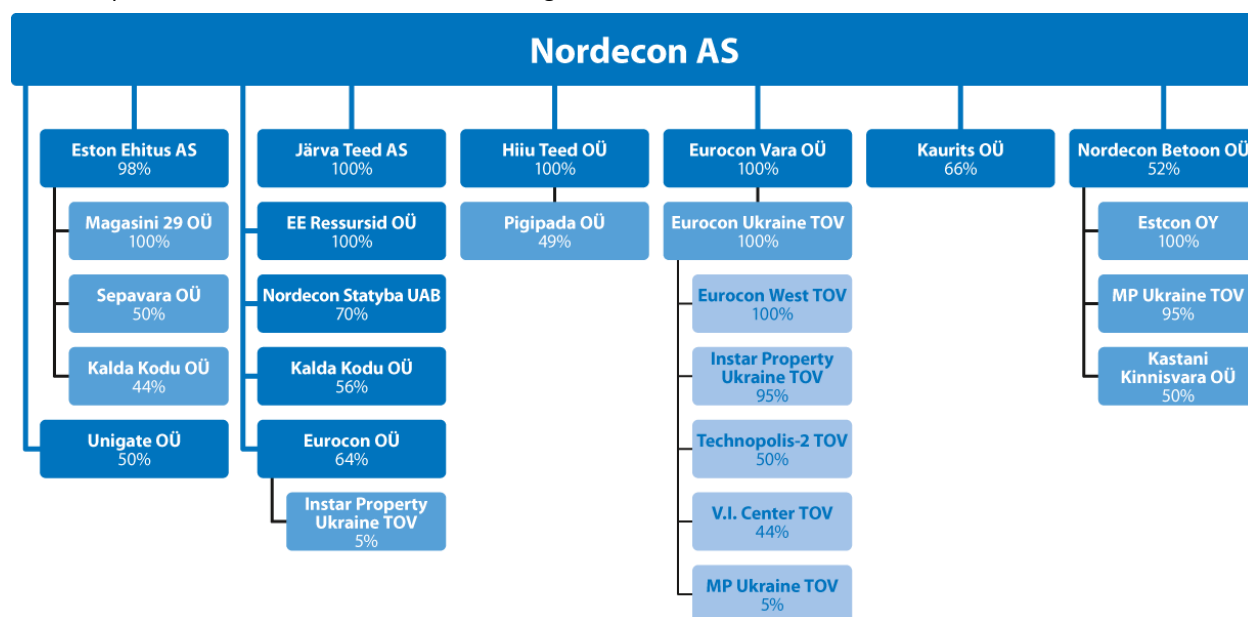 Nordecon AS
Eston Ehitus AS
98%
Magasini 29 OÜ
100%
Sepavara OÜ
50%
Kalda Kodu OÜ
44%
Unigate OÜ
50%
Järva Teed AS
100%
EE Ressursid OÜ
100%
Nordecon Statyba UAB
70%
Kalda Kodu OÜ
56%
Eurocon OÜ
64%
Instar Property
Ukraine TOV
5%
Hiiu Teed OÜ
100%
Pigipada OÜ
49%
Eurocon Vara OÜ
100%
Eurocon Ukraine TOV
100%
Eurocon West TOV
100%
Instar Property
Ukraine TOV
95%
Technopolis-2 TOV
50%
V.I. Center TOV
44%
MP Ukraine TOV
5%
Kaurits OÜ
66%
Nordecon Betoon OÜ
52%
Estcon OY
100%
MP Ukraine TOV
95%
Kastani
Kinnisvara OÜ
50%